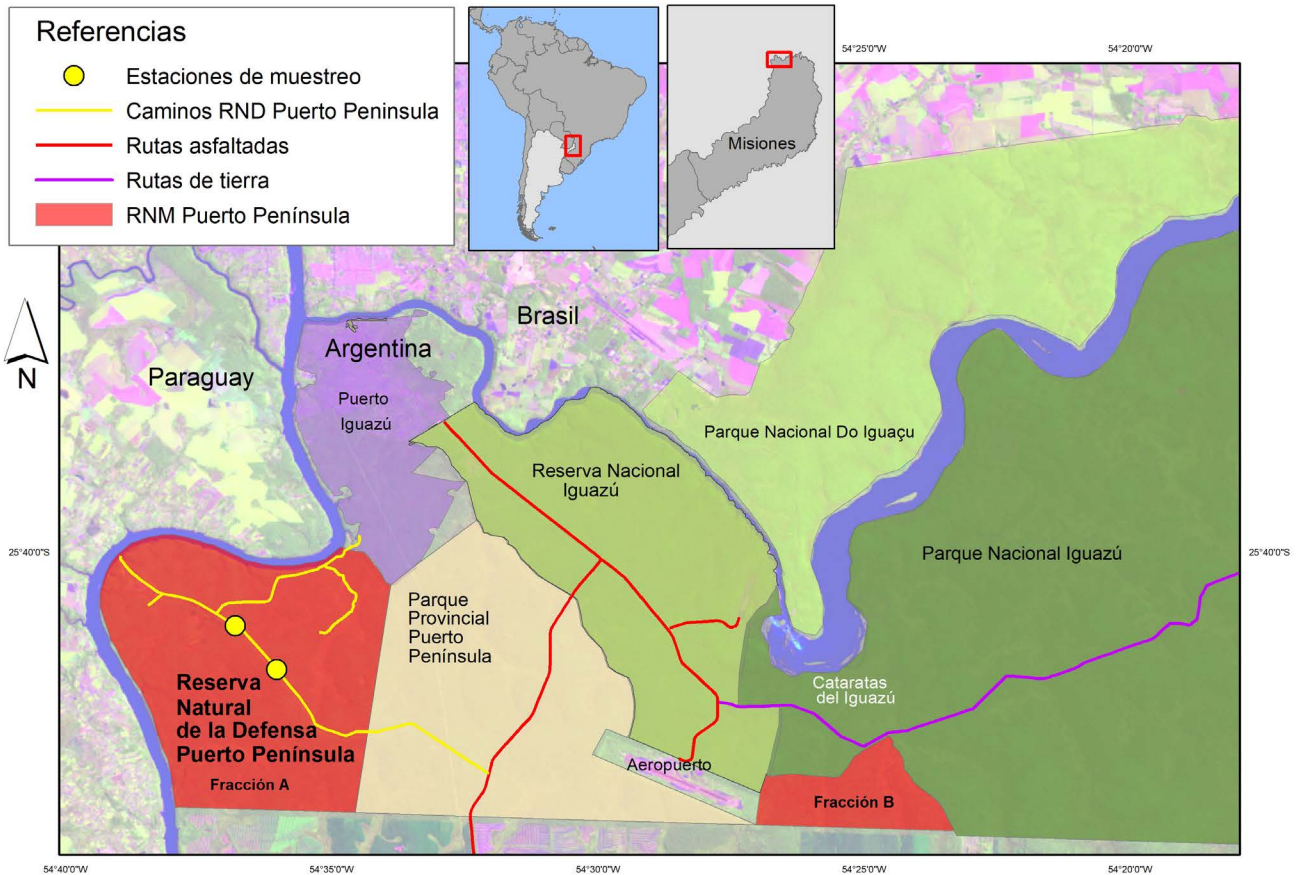 Referencias
Estaciones de muestreo
Caminos RND Puerto Peninsula
Rutas asfaltadas
Rutas de tierra
RNM Puerto Península
Misiones
54°25'0"W
54°20'0"W
Brasil
Argentina
Paraguay
N
Puerto
Iguazú
Parque Nacional Do Iguaçu
Reserva Nacional
Iguazú
25°40'0"S
Parque Nacional Iguazú
25°40'0"S
Parque
Provincial
Puerto
Península
Reserva
Natural
de la Defensa
Puerto Península
Fracción A
Cataratas
del Iguazú
Aeropuerto
Fracción B
54°40'0"W
54°35'0"W
54°30'0"W
54°25'0"W
54°20'0"W